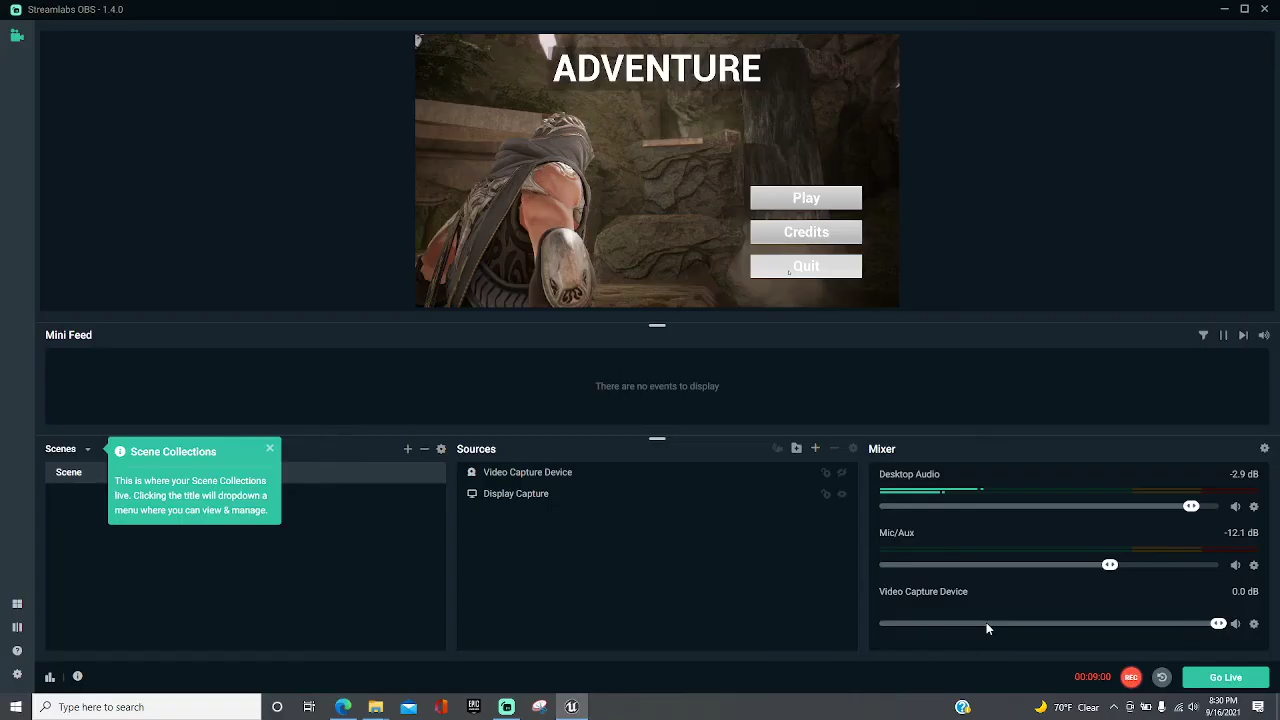 Streamlabs OBS - 1.4.0
ADVENTURE
Play
Credits
Quit
Mini Feed
There are no events to display
Scenes
Scene Collections
This is where your Scene Collections
live. Clicking the title will dropdown a
menu where you can view & manage.
Scene
Sources
Video Capture Device
Display Capture
Mixer
Desktop Audio
-2.9 dB
Mic/Aux
-12.1 dB
Video Capture Device
0.0 dB
00:09:00
REC
Go Live
Type here to search
EPIC
70°F Clear
8:30 PM
9/16/2021